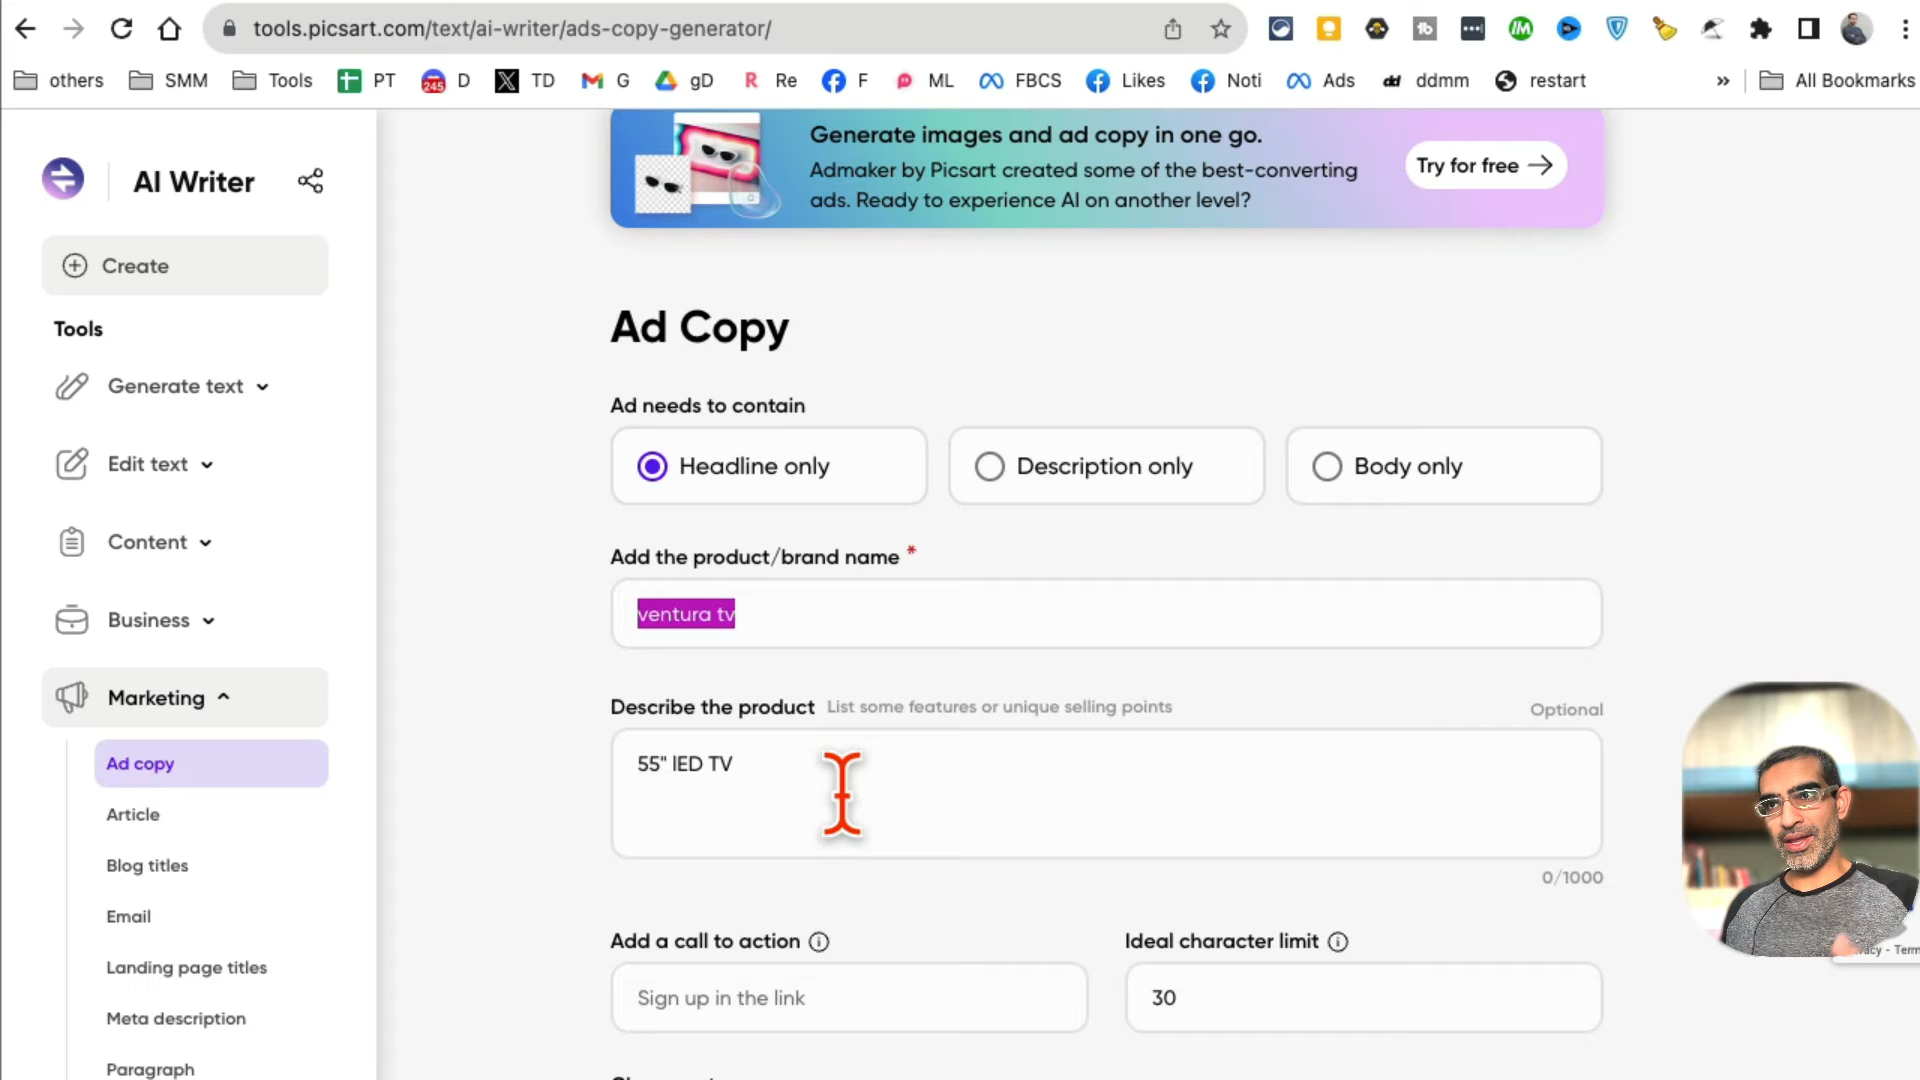 tools.picsart.com/text/ai-writer/ads-copy-generator/
others SMM Tools PT 245 D TD G gD Re F ML FBCS Likes Noti Ads dd ddmm restart » All Bookmarks
Generate images and ad copy in one go.
Admaker by Picsart created some of the best-converting
ads. Ready to experience AI on another level?
Try for free
AI Writer
Create
Tools
Generate text
Edit text
Content
Business
Marketing
Ad copy
Article
Blog titles
Email
Landing page titles
Meta description
Paragraph
Ad Copy
Ad needs to contain
Headline only Description only Body only
Add the product/brand name *
ventura tv
Describe the product List some features or unique selling points Optional
55" lED TV
0/1000
Add a call to action Ideal character limit
Sign up in the link 30
- Term